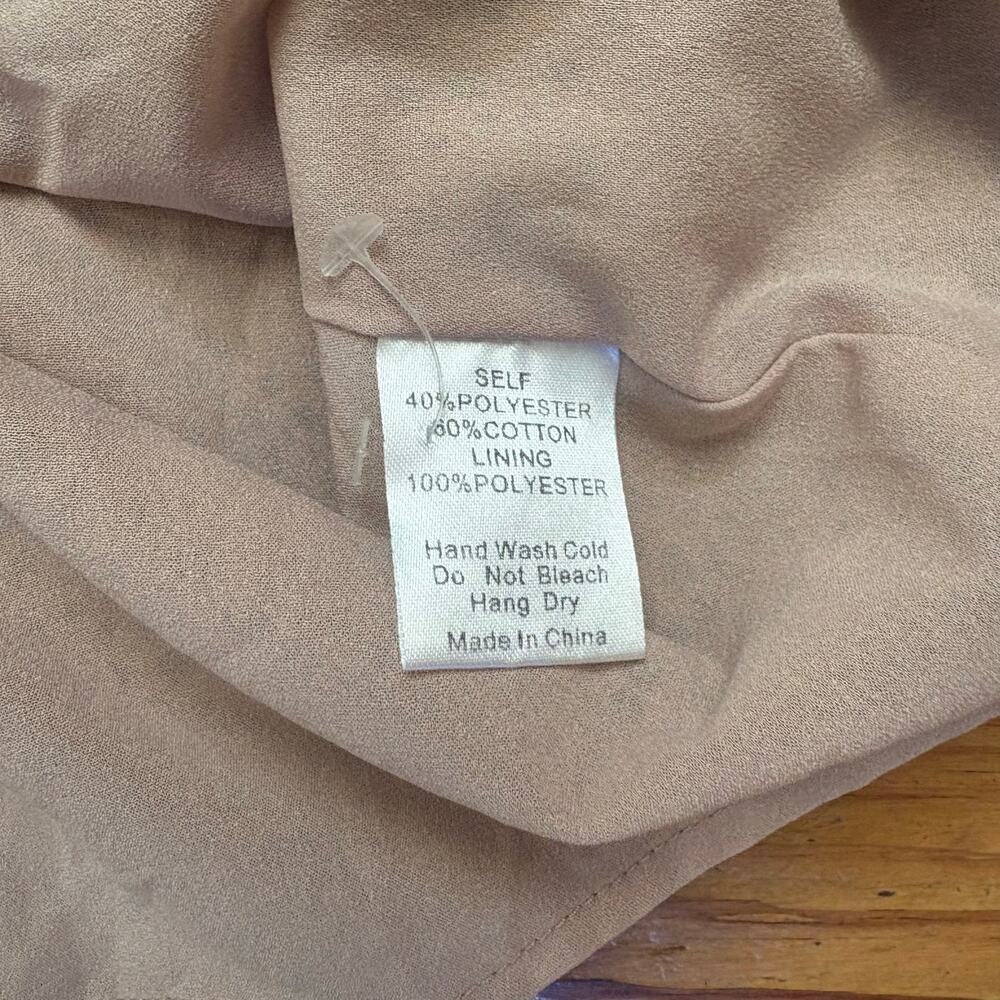 SELF
40%POLYESTER
60%COTTON
LINING
100%POLYESTER
Hand Wash Cold
Do Not Bleach
Hang Dry
Made In China